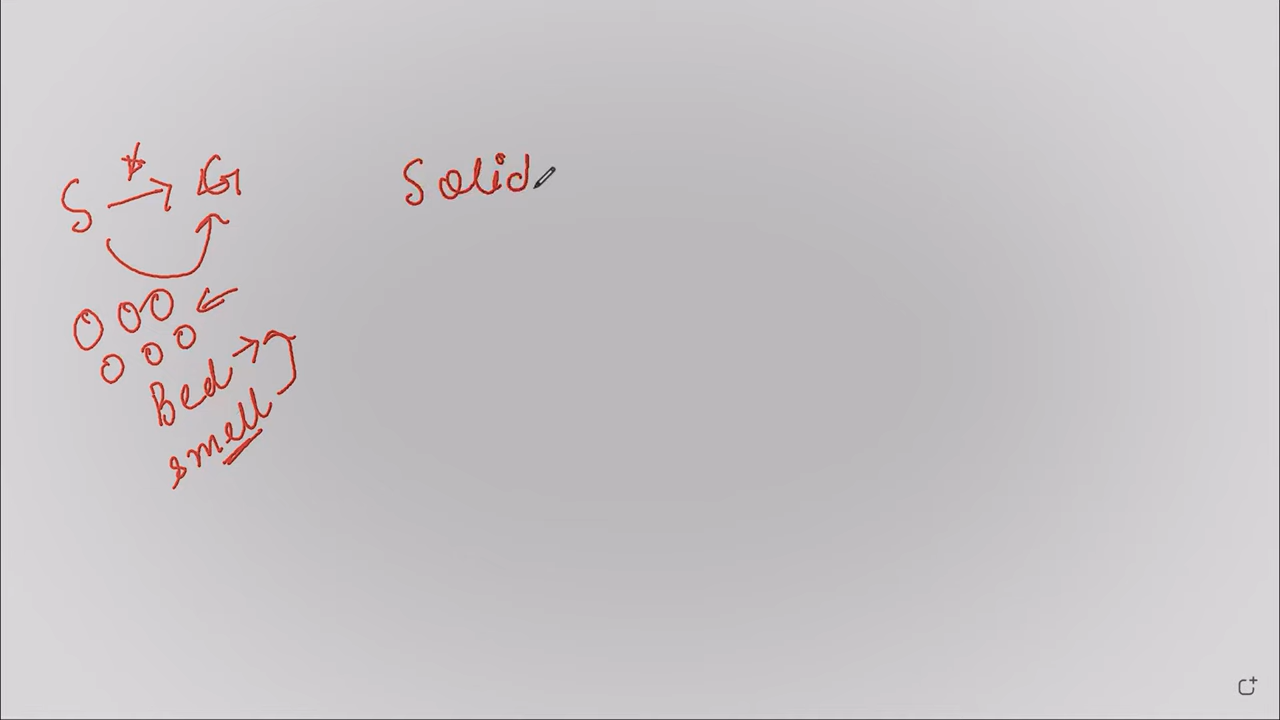 S → G
Solid
Bed →
smell